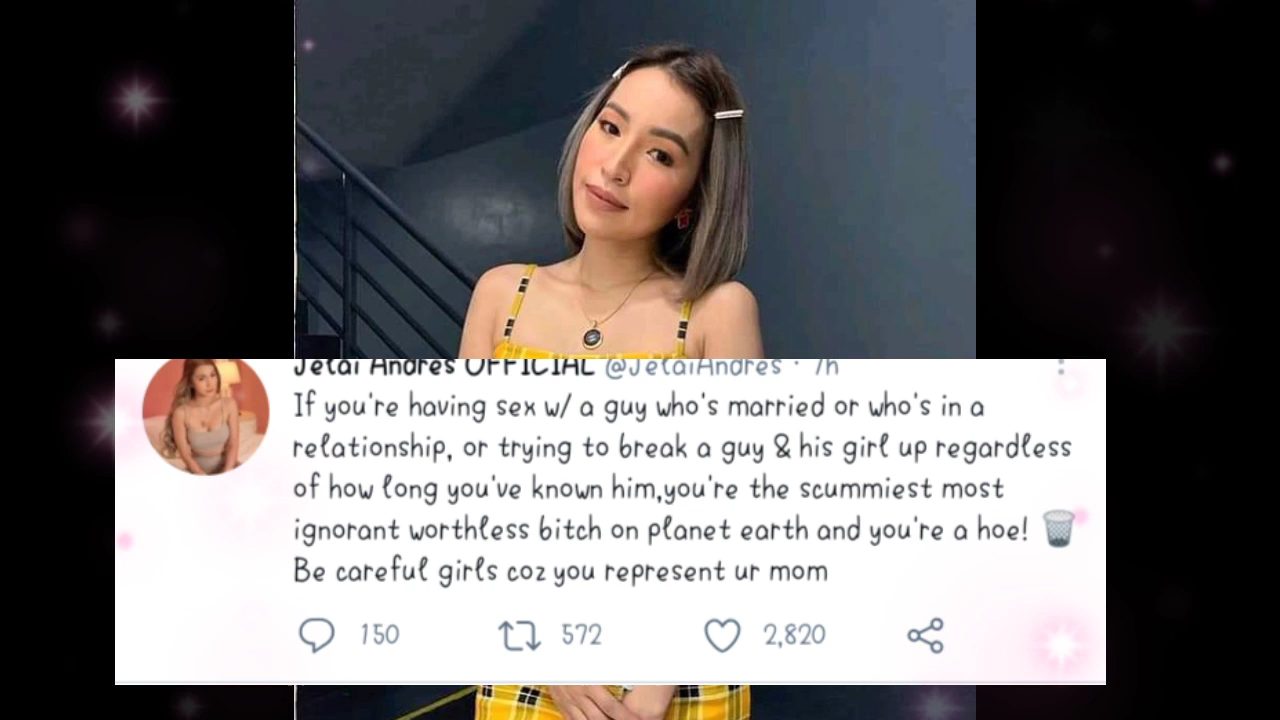 Jelai Andres OFFICIAL @JelaiAndres · 7h
If you're having sex w/ a guy who's married or who's in a
relationship, or trying to break a guy & his girl up regardless
of how long you've known him,you're the scummiest most
ignorant worthless bitch on planet earth and you're a hoe! 🗑️
Be careful girls coz you represent ur mom
150 572 2,820